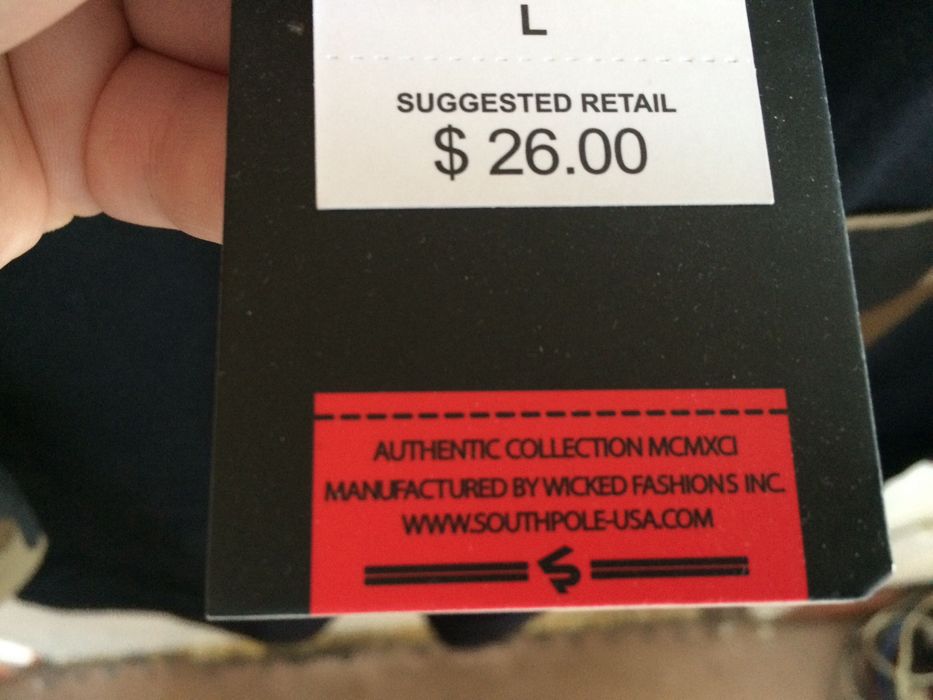 L
SUGGESTED RETAIL
$ 26.00
AUTHENTIC COLLECTION MCMXCI
MANUFACTURED BY WICKED FASHIONS INC.
WWW.SOUTHPOLE-USA.COM